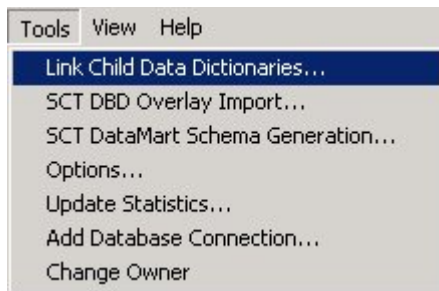 Tools View Help
Link Child Data Dictionaries...
SCT DBD Overlay Import...
SCT DataMart Schema Generation...
Options...
Update Statistics...
Add Database Connection...
Change Owner